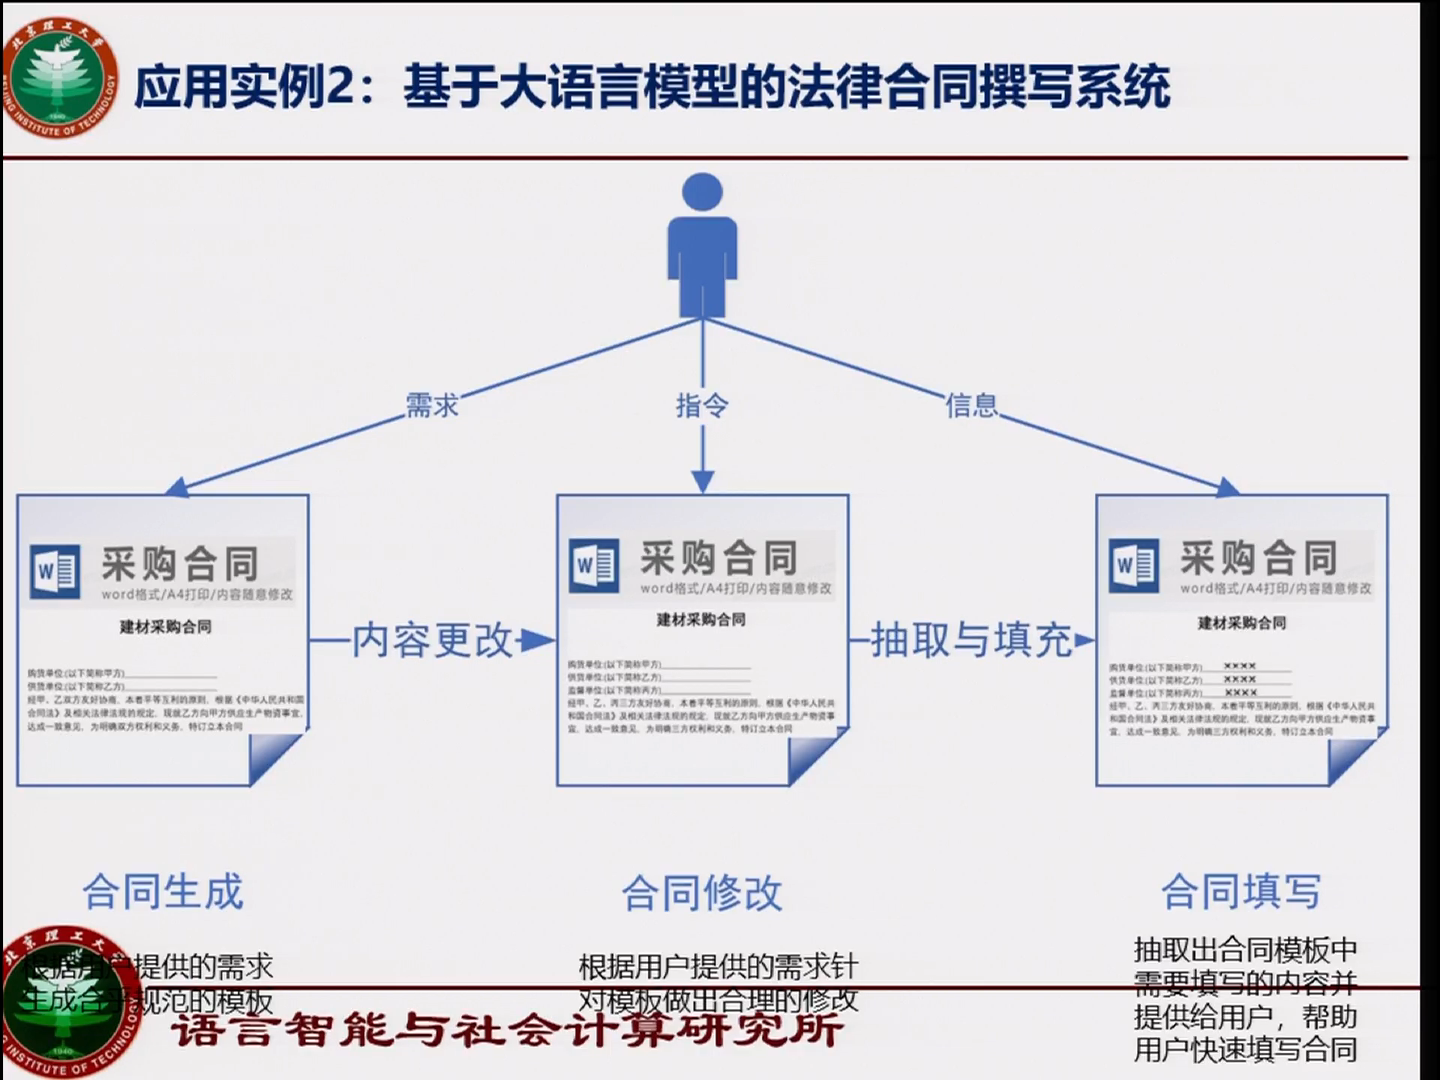 北京理工大学
BEIJING INSTITUTE OF TECHNOLOGY
1940
应用实例2：基于大语言模型的法律合同撰写系统
需求
指令
信息
W
采购合同
word格式/A4打印/内容随意修改
建材采购合同
购货单位:(以下简称甲方)
供货单位:(以下简称乙方)
经甲、乙双方友好协商，本着平等互利的原则，根据《中华人民共和国
合同法》及相关法律法规的规定，现就乙方向甲方供应生产物资事宜，
达成一致意见，为明确双方权利和义务，特订立本合同
内容更改
W
采购合同
word格式/A4打印/内容随意修改
建材采购合同
购货单位:(以下简称甲方)
供货单位:(以下简称乙方)
监督单位:(以下简称丙方)
经甲、乙、丙三方友好协商，本着平等互利的原则，根据《中华人民共
和国合同法》及相关法律法规的规定，现就乙方向甲方供应生产物资事
宜，达成一致意见，为明确三方权利和义务，特订立本合同
抽取与填充
W
采购合同
word格式/A4打印/内容随意修改
建材采购合同
购货单位:(以下简称甲方) ××××
供货单位:(以下简称乙方) ××××
监督单位:(以下简称丙方) ××××
经甲、乙、丙三方友好协商，本着平等互利的原则，根据《中华人民共
和国合同法》及相关法律法规的规定，现就乙方向甲方供应生产物资事
宜，达成一致意见，为明确三方权利和义务，特订立本合同
合同生成
根据用户提供的需求
生成合乎规范的模板
合同修改
根据用户提供的需求针
对模板做出合理的修改
合同填写
抽取出合同模板中
需要填写的内容并
提供给用户，帮助
用户快速填写合同
北京理工大学
INSTITUTE OF TECHNOLOGY
1940
语言智能与社会计算研究所